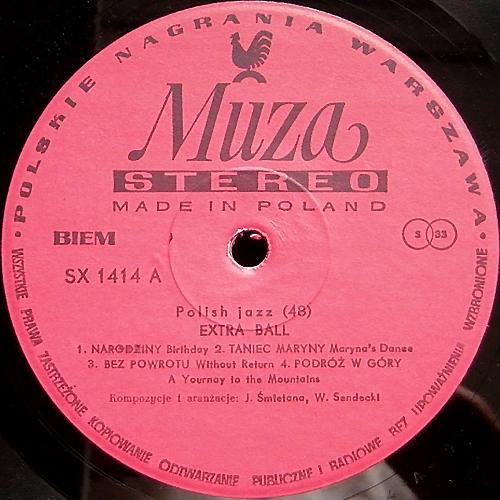 • POLSKIE NAGRANIA WARSZAWA •
Muza
STEREO
MADE IN POLAND
BIEM
S 33
SX 1414 A
Polish jazz (48)
EXTRA BALL
1. NARODZINY Birthday 2. TANIEC MARYNY Maryna's Dance
3. BEZ POWROTU Without Return 4. PODRÓŻ W GÓRY
A Yournay to the Mountains
Kompozycje i aranżacje: J. Śmietana, W. Sendecki
WSZYSTKIE PRAWA ZASTRZEŻONE KOPIOWANIE ODTWARZANIE PUBLICZNE I RADIOWE BEZ UPOWAŻNIENIA WZBRONIONE